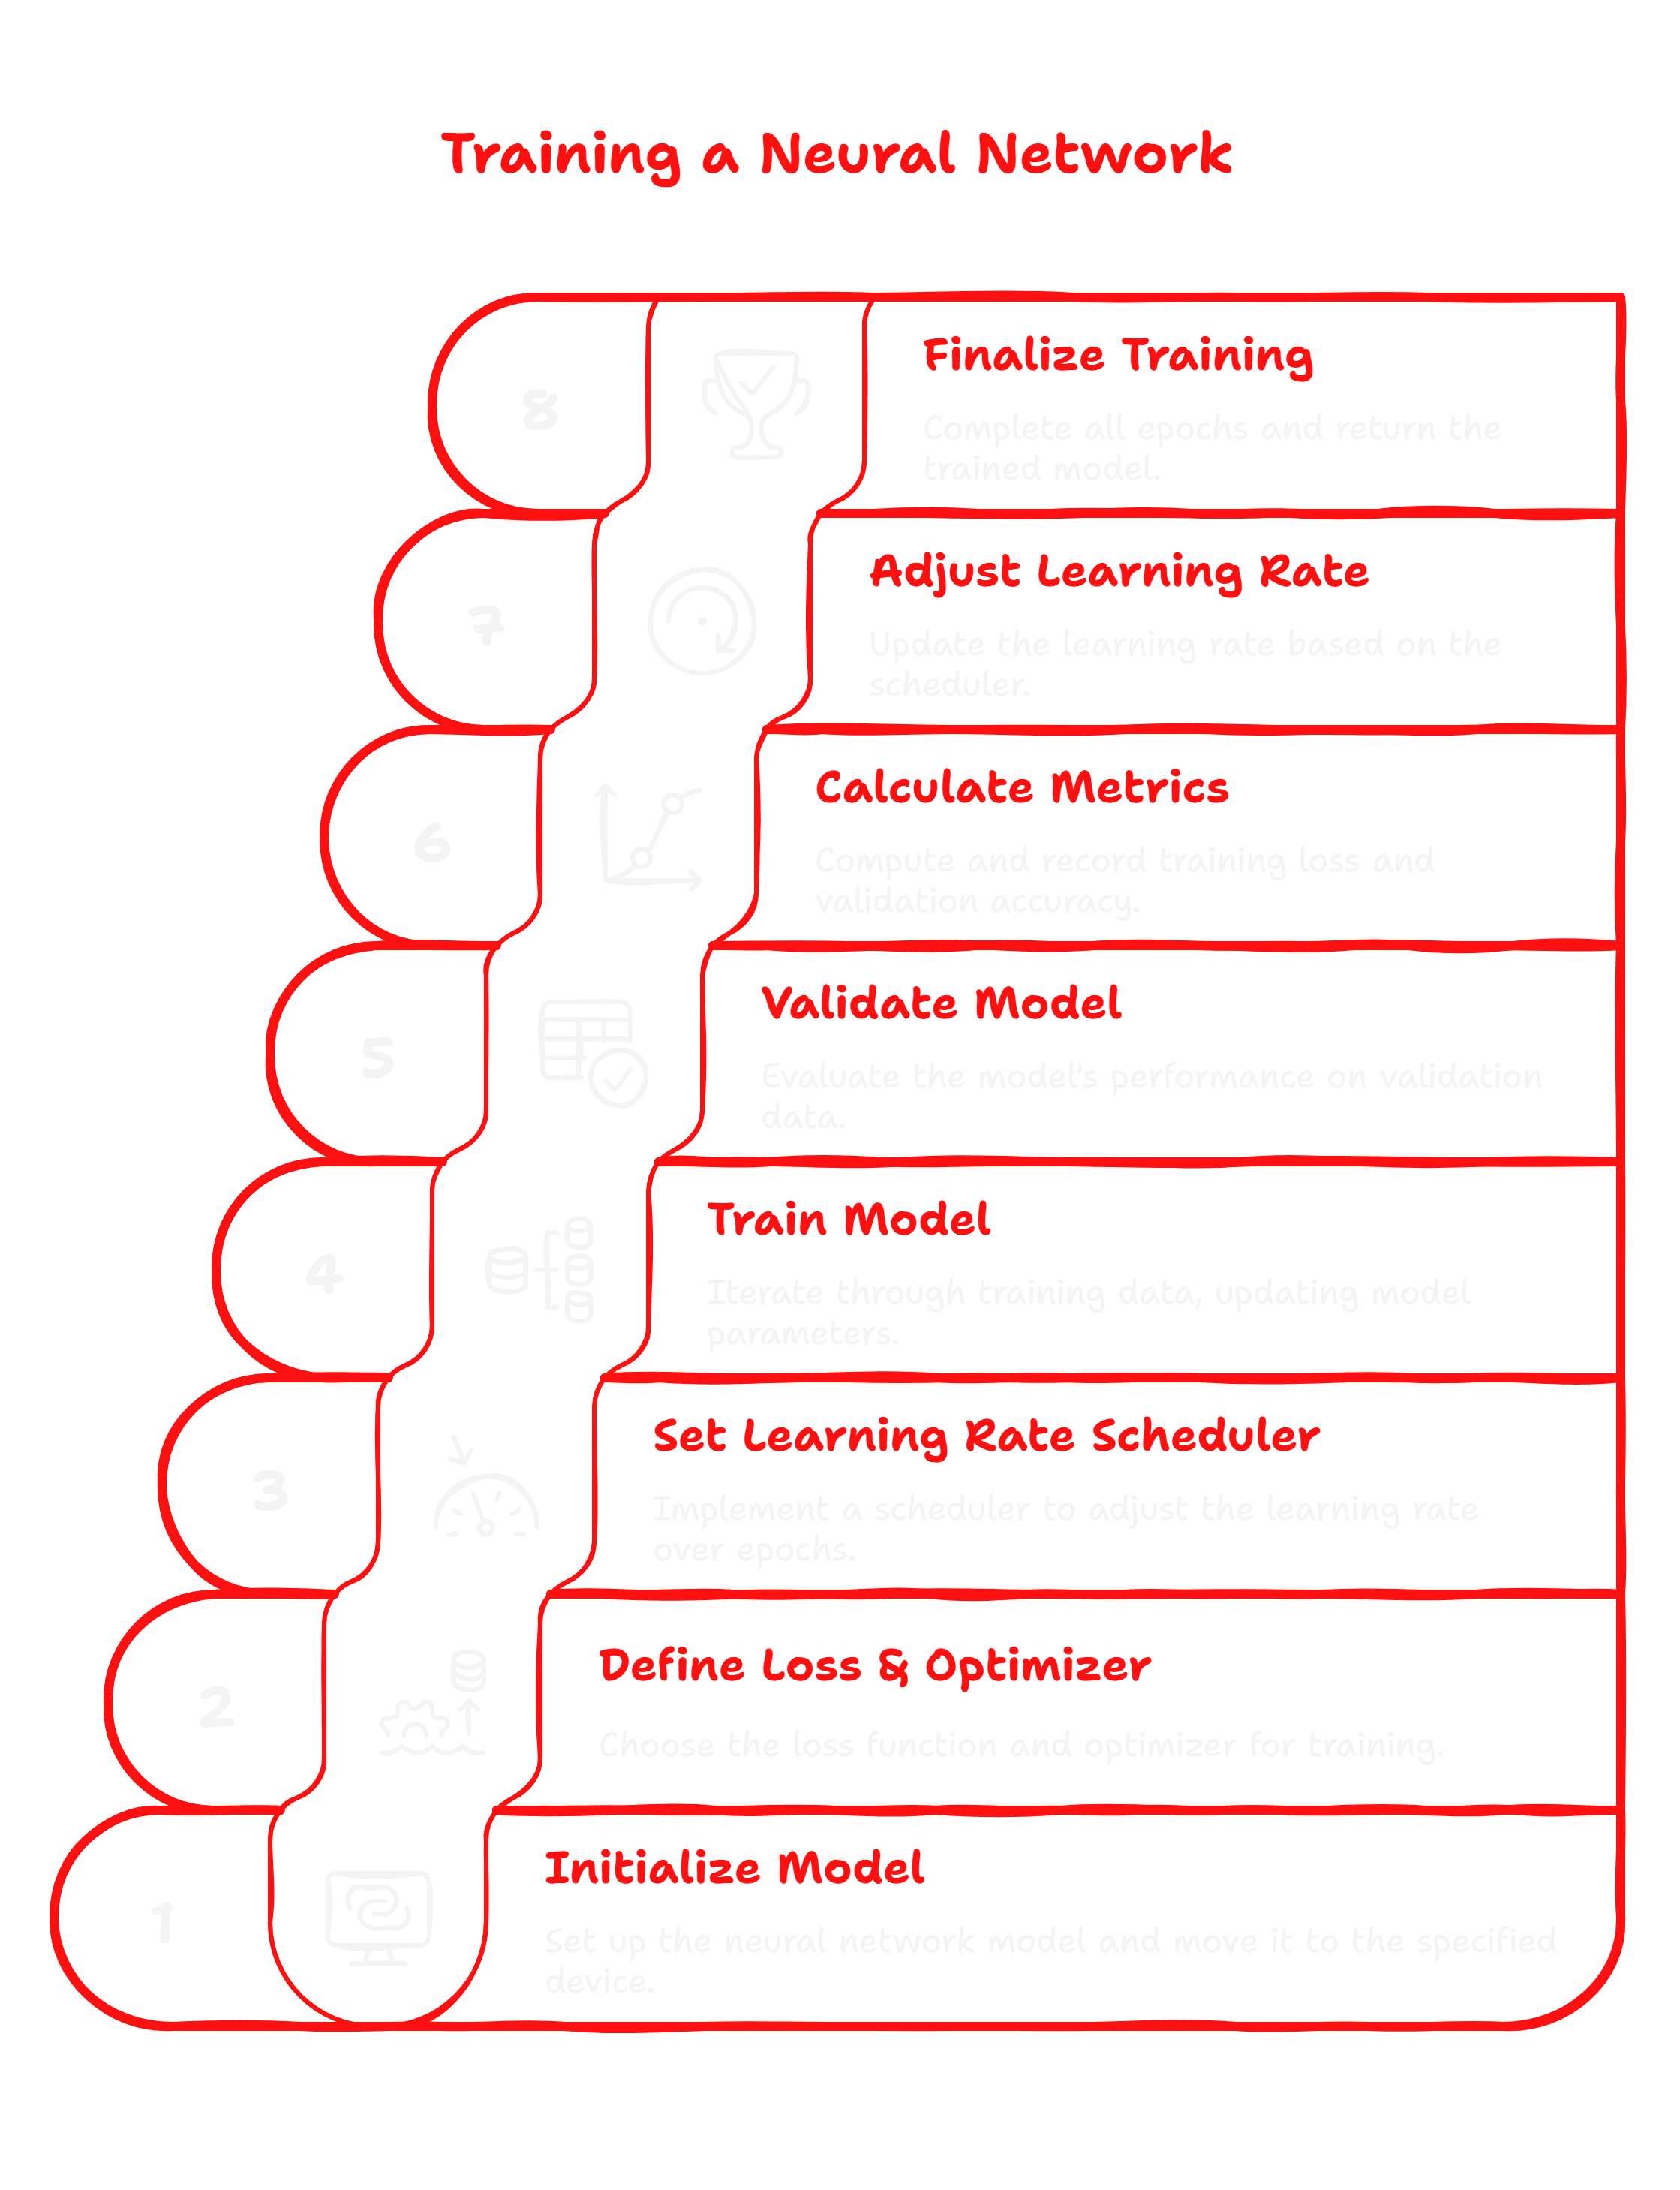 Training a Neural Network
8
Finalize Training
Complete all epochs and return the
trained model.
7
Adjust Learning Rate
Update the learning rate based on the
scheduler.
6
Calculate Metrics
Compute and record training loss and
validation accuracy.
5
Validate Model
Evaluate the model's performance on validation
data.
4
Train Model
Iterate through training data, updating model
parameters.
3
Set Learning Rate Scheduler
Implement a scheduler to adjust the learning rate
over epochs.
2
Define Loss & Optimizer
Choose the loss function and optimizer for training.
1
Initialize Model
Set up the neural network model and move it to the specified
device.